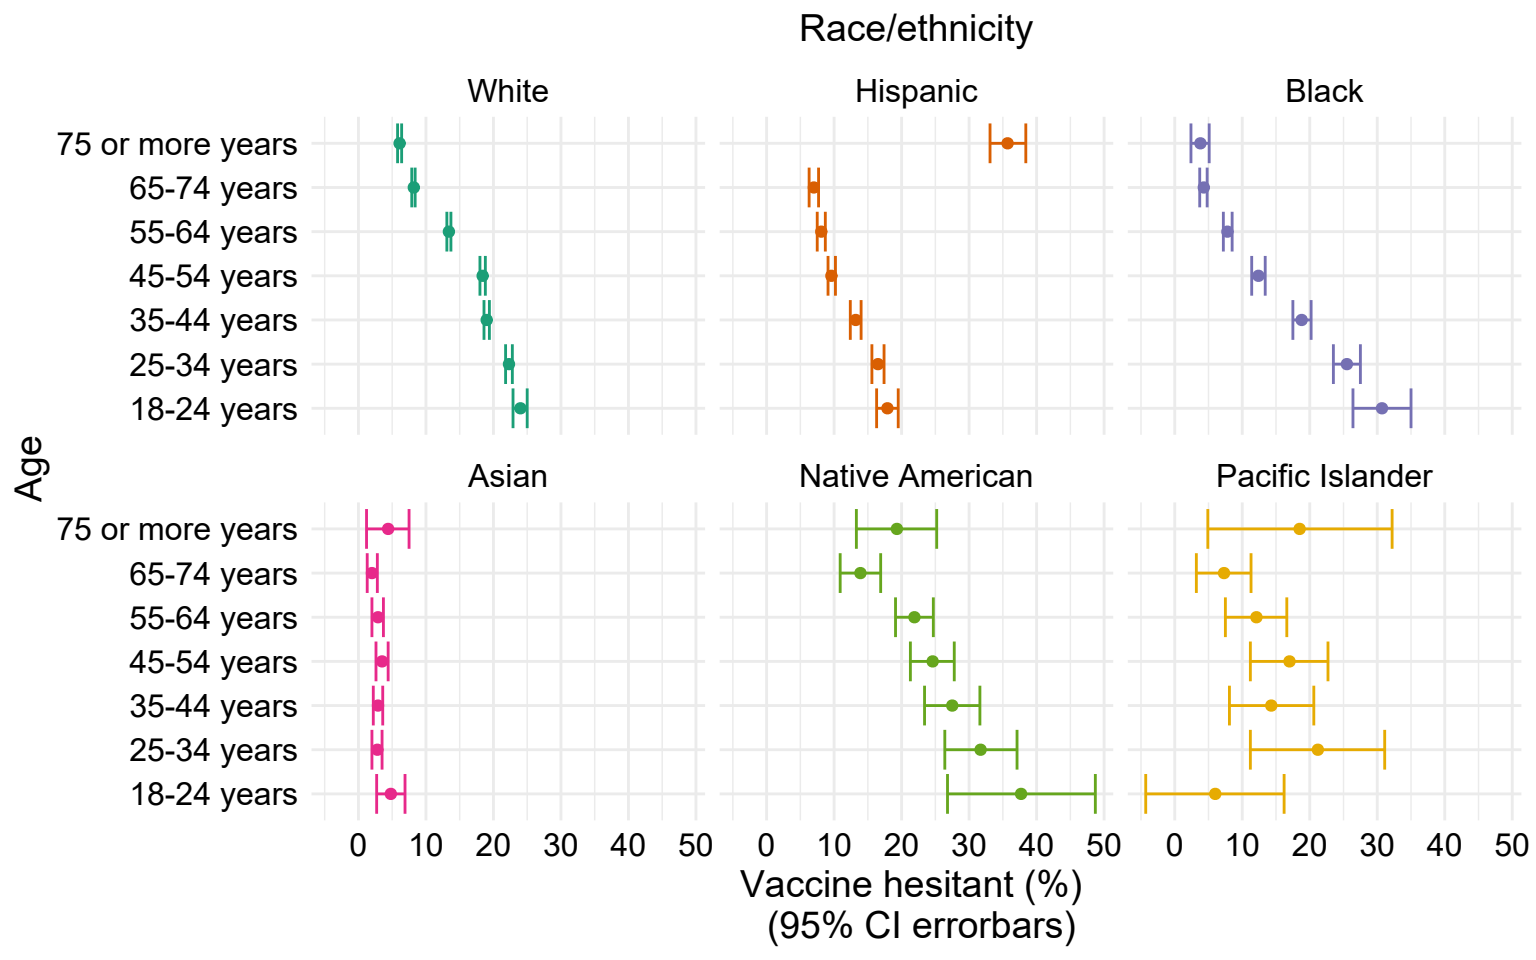 Race/ethnicity
White Hispanic Black
75 or more years
65-74 years
55-64 years
45-54 years
35-44 years
25-34 years
18-24 years
Age
Asian Native American Pacific Islander
75 or more years
65-74 years
55-64 years
45-54 years
35-44 years
25-34 years
18-24 years
0 10 20 30 40 50 0 10 20 30 40 50 0 10 20 30 40 50
Vaccine hesitant (%)
(95% CI errorbars)